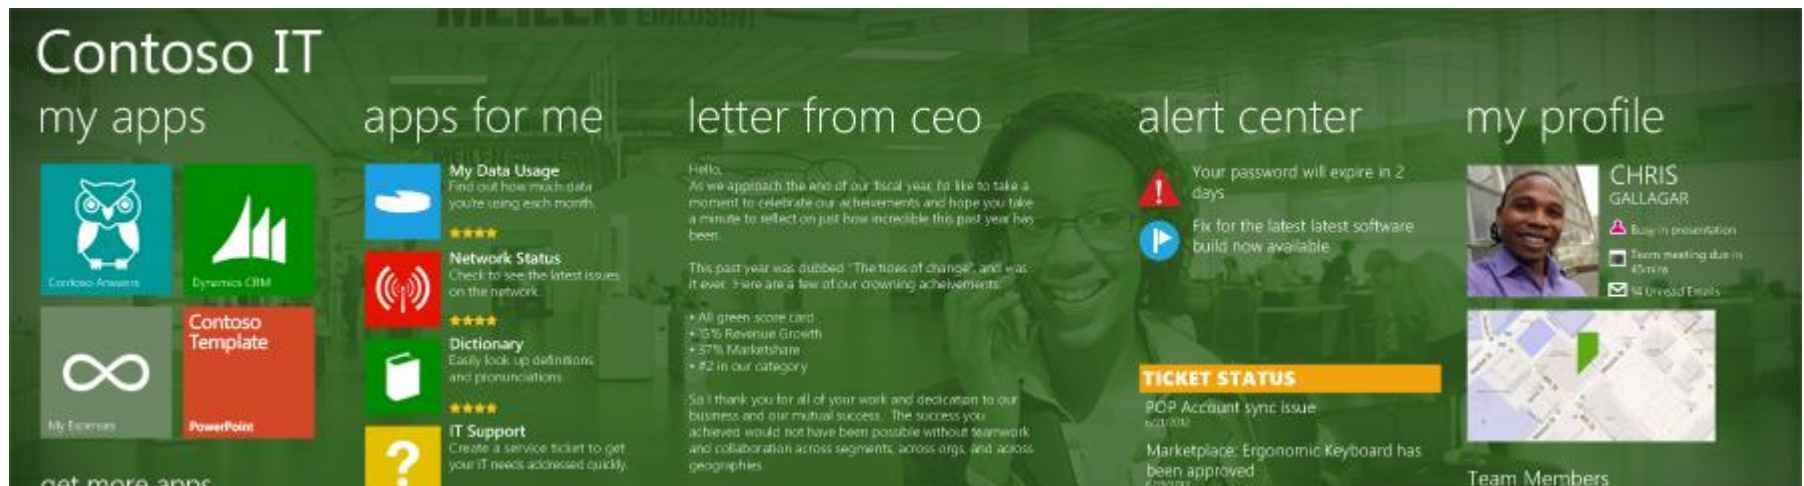 Contoso IT
my apps
Contoso Answers
Dynamics CRM
My Expenses
Contoso
Template
PowerPoint
get more apps
apps for me
My Data Usage
Find out how much data
you're using each month.
Network Status
Check to see the latest issues
on the network.
Dictionary
Easily look up definitions
and pronunciations
IT Support
Create a service ticket to get
your IT needs addressed quickly.
letter from ceo
Hello,
As we approach the end of our fiscal year, I'd like to take a
moment to celebrate our acheivements and hope you take
a minute to reflect on just how incredible this past year has
been.
This past year was dubbed "The tides of change", and was
it ever. Here are a few of our crowning acheivements:
• All green score card
• 15% Revenue Growth
• 37% Marketshare
• #2 in our category
So I thank you for all of your work and dedication to our
business and our mutual success. The success you
achieved would not have been possible without teamwork
and collaboration across segments, across orgs, and across
geographies
alert center
Your password will expire in 2
days
Fix for the latest latest software
build now available
TICKET STATUS
POP Account sync issue
6/21/2012
Marketplace: Ergonomic Keyboard has
been approved
my profile
CHRIS
GALLAGAR
Busy in presentation
Team meeting due in
45mins
14 Unread Emails
Team Members